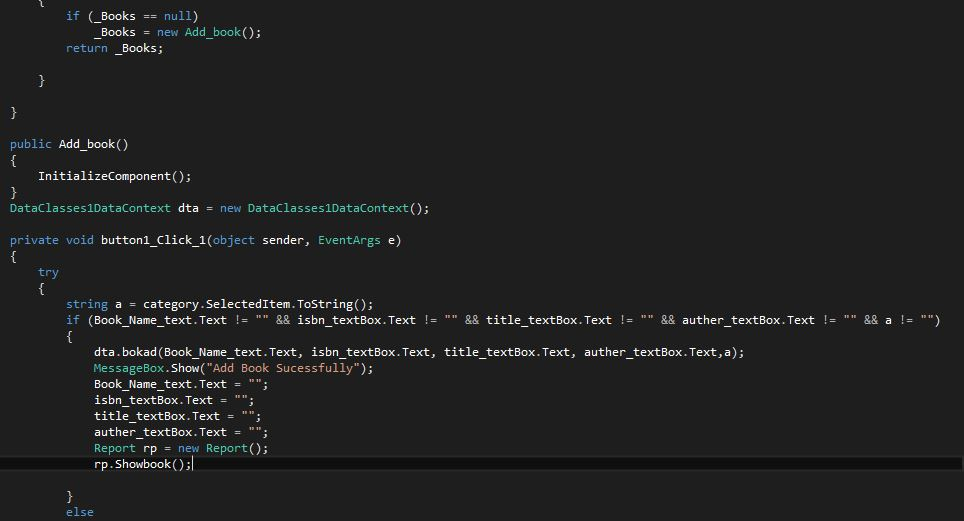 {
if (_Books == null)
_Books = new Add_book();
return _Books;
}
}
public Add_book()
{
InitializeComponent();
}
DataClasses1DataContext dta = new DataClasses1DataContext();
private void button1_Click_1(object sender, EventArgs e)
{
try
{
string a = category.SelectedItem.ToString();
if (Book_Name_text.Text != "" && isbn_textBox.Text != "" && title_textBox.Text != "" && auther_textBox.Text != "" && a != "")
{
dta.bokad(Book_Name_text.Text, isbn_textBox.Text, title_textBox.Text, auther_textBox.Text,a);
MessageBox.Show("Add Book Sucessfully");
Book_Name_text.Text = "";
isbn_textBox.Text = "";
title_textBox.Text = "";
auther_textBox.Text = "";
Report rp = new Report();
rp.Showbook();
}
else